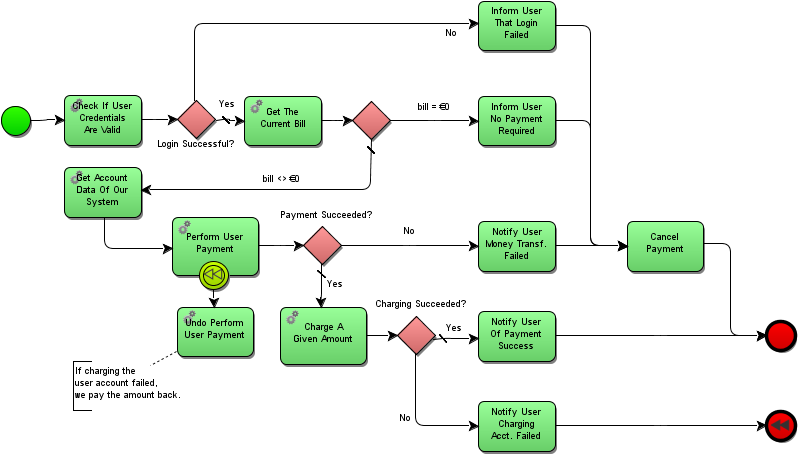 Inform User
That Login
Failed
No
Check If User
Credentials
Are Valid
Yes
Login Successful?
Get The
Current Bill
bill = €0
Inform User
No Payment
Required
bill <> €0
Get Account
Data Of Our
System
Perform User
Payment
Payment Succeeded?
No
Notify User
Money Transf.
Failed
Cancel
Payment
Yes
Undo Perform
User Payment
Charge A
Given Amount
Charging Succeeded?
Yes
Notify User
Of Payment
Success
If charging the
user account failed,
we pay the amount back.
No
Notify User
Charging
Acct. Failed